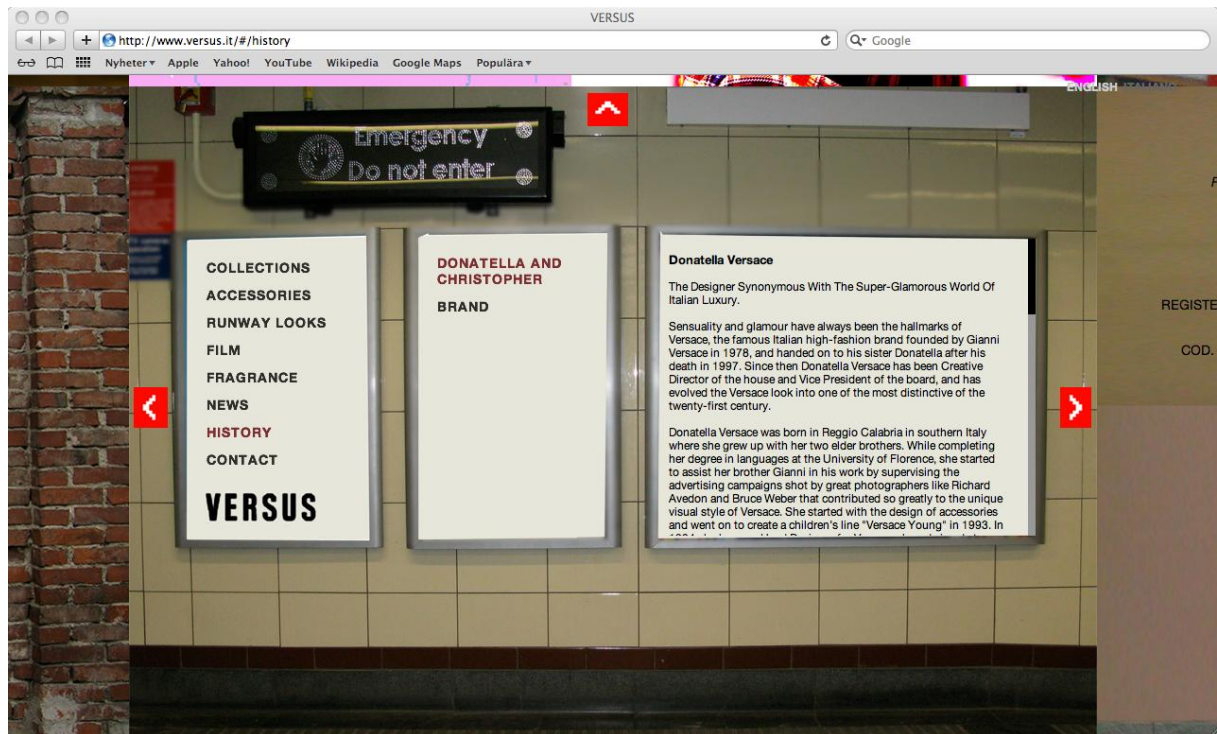 VERSUS
http://www.versus.it/#/history
Google
Nyheter Apple Yahoo! YouTube Wikipedia Google Maps Populära
ENGLISH ITALIANO
Emergency
Do not enter
COLLECTIONS
ACCESSORIES
RUNWAY LOOKS
FILM
FRAGRANCE
NEWS
HISTORY
CONTACT
VERSUS
DONATELLA AND
CHRISTOPHER
BRAND
Donatella Versace
The Designer Synonymous With The Super-Glamorous World Of
Italian Luxury.
Sensuality and glamour have always been the hallmarks of
Versace, the famous Italian high-fashion brand founded by Gianni
Versace in 1978, and handed on to his sister Donatella after his
death in 1997. Since then Donatella Versace has been Creative
Director of the house and Vice President of the board, and has
evolved the Versace look into one of the most distinctive of the
twenty-first century.
Donatella Versace was born in Reggio Calabria in southern Italy
where she grew up with her two elder brothers. While completing
her degree in languages at the University of Florence, she started
to assist her brother Gianni in his work by supervising the
advertising campaigns shot by great photographers like Richard
Avedon and Bruce Weber that contributed so greatly to the unique
visual style of Versace. She started with the design of accessories
and went on to create a children's line "Versace Young" in 1993. In
REGISTE
COD.